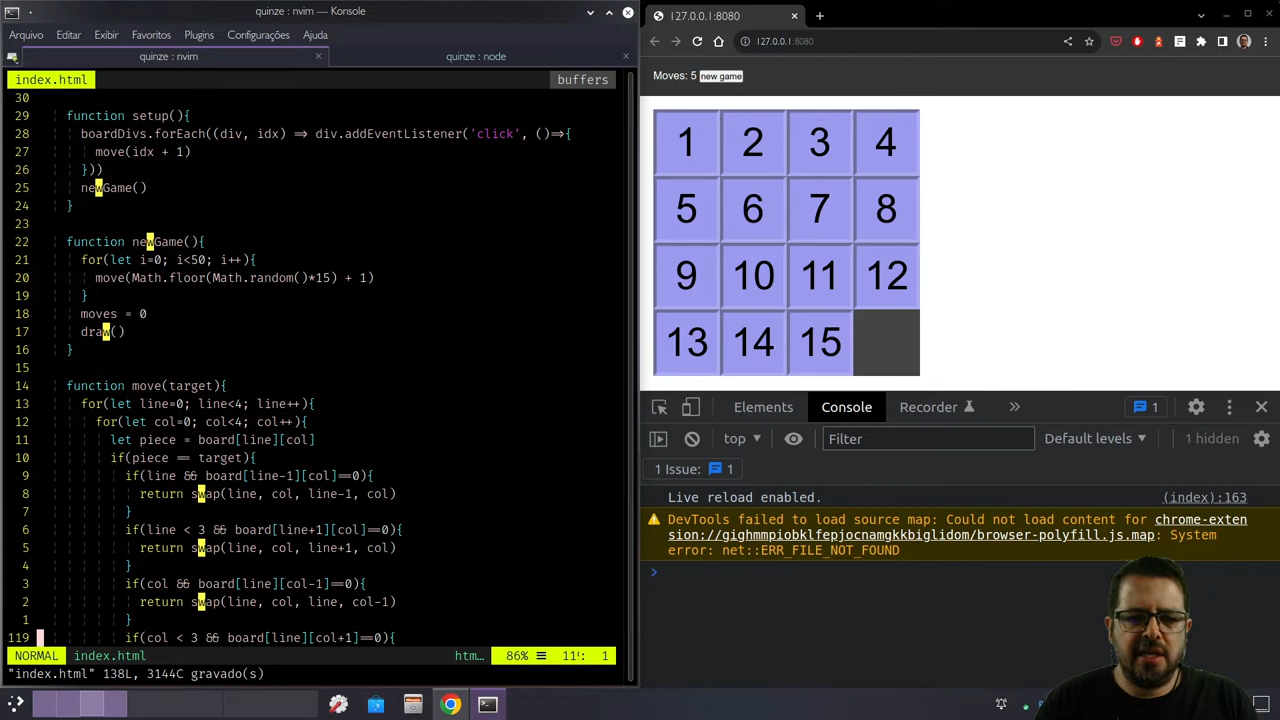 quinze : nvim — Konsole
Arquivo Editar Exibir Favoritos Plugins Configurações Ajuda
quinze : nvim
quinze : node
index.html
buffers
30
29 function setup(){
28 boardDivs.forEach((div, idx) => div.addEventListener('click', ()=>{
27 move(idx + 1)
26 }))
25 newGame()
24 }
23
22 function newGame(){
21 for(let i=0; i<50; i++){
20 move(Math.floor(Math.random()*15) + 1)
19 }
18 moves = 0
17 draw()
16 }
15
14 function move(target){
13 for(let line=0; line<4; line++){
12 for(let col=0; col<4; col++){
11 let piece = board[line][col]
10 if(piece == target){
9 if(line && board[line-1][col]==0){
8 return swap(line, col, line-1, col)
7 }
6 if(line < 3 && board[line+1][col]==0){
5 return swap(line, col, line+1, col)
4 }
3 if(col && board[line][col-1]==0){
2 return swap(line, col, line, col-1)
1 }
119 if(col < 3 && board[line][col+1]==0){
NORMAL index.html htm… 86% 119: 1
"index.html" 138L, 3144C gravado(s)
127.0.0.1:8080
127.0.0.1:8080
Moves: 5 new game
1 2 3 4
5 6 7 8
9 10 11 12
13 14 15
Elements Console Recorder 1
top Filter Default levels 1 hidden
1 Issue: 1
Live reload enabled. (index):163
DevTools failed to load source map: Could not load content for chrome-exten
sion://gighmmpiobklfepjocnamgkkbiglidom/browser-polyfill.js.map: System
error: net::ERR_FILE_NOT_FOUND